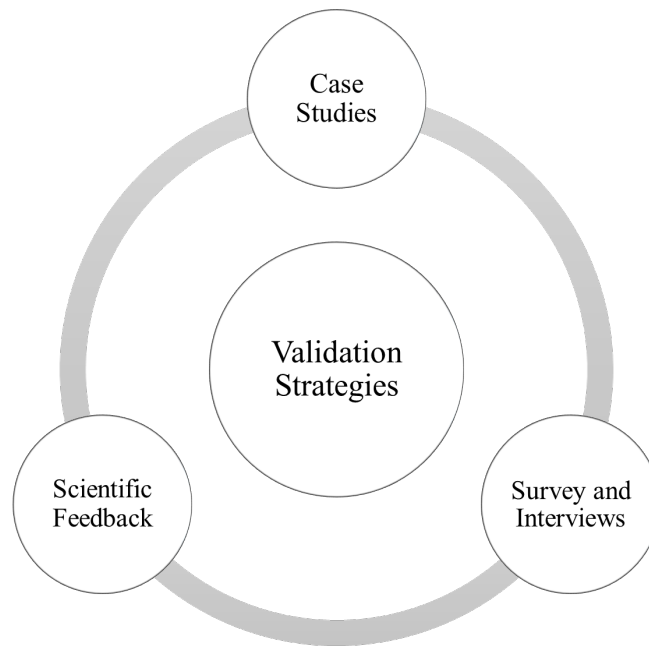 Case
Studies
Validation
Strategies
Scientific
Feedback
Survey and
Interviews